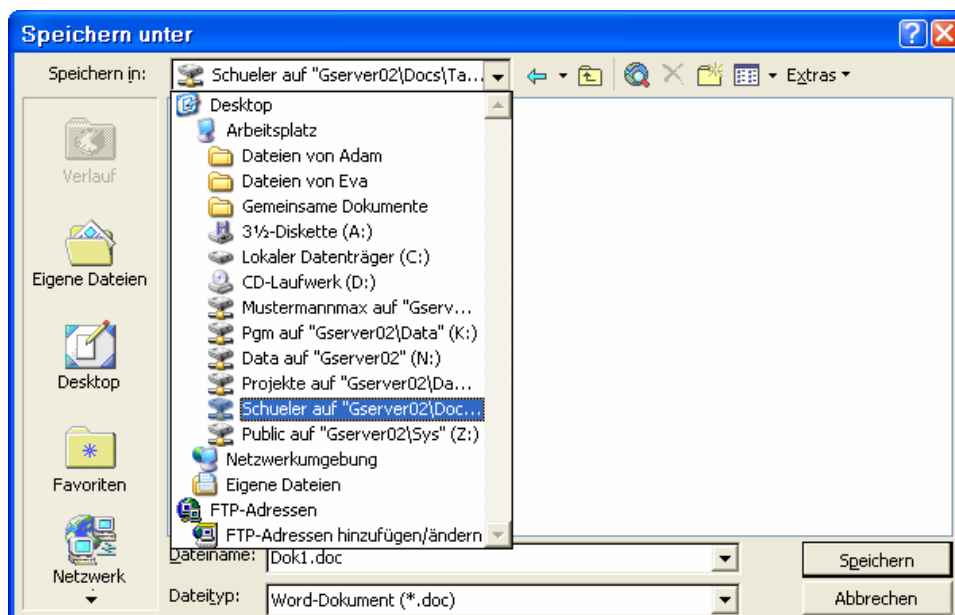 Speichern unter
Speichern in:
Schueler auf "Gserver02\Docs\Ta...
Extras
Verlauf
Eigene Dateien
Desktop
Favoriten
Netzwerk
Desktop
Arbeitsplatz
Dateien von Adam
Dateien von Eva
Gemeinsame Dokumente
3½-Diskette (A:)
Lokaler Datenträger (C:)
CD-Laufwerk (D:)
Mustermannmax auf "Gserv...
Pgm auf "Gserver02\Data" (K:)
Data auf "Gserver02" (N:)
Projekte auf "Gserver02\Da...
Schueler auf "Gserver02\Doc...
Public auf "Gserver02\Sys" (Z:)
Netzwerkumgebung
Eigene Dateien
FTP-Adressen
FTP-Adressen hinzufügen/ändern
Dateiname:
Dok1.doc
Speichern
Dateityp:
Word-Dokument (*.doc)
Abbrechen